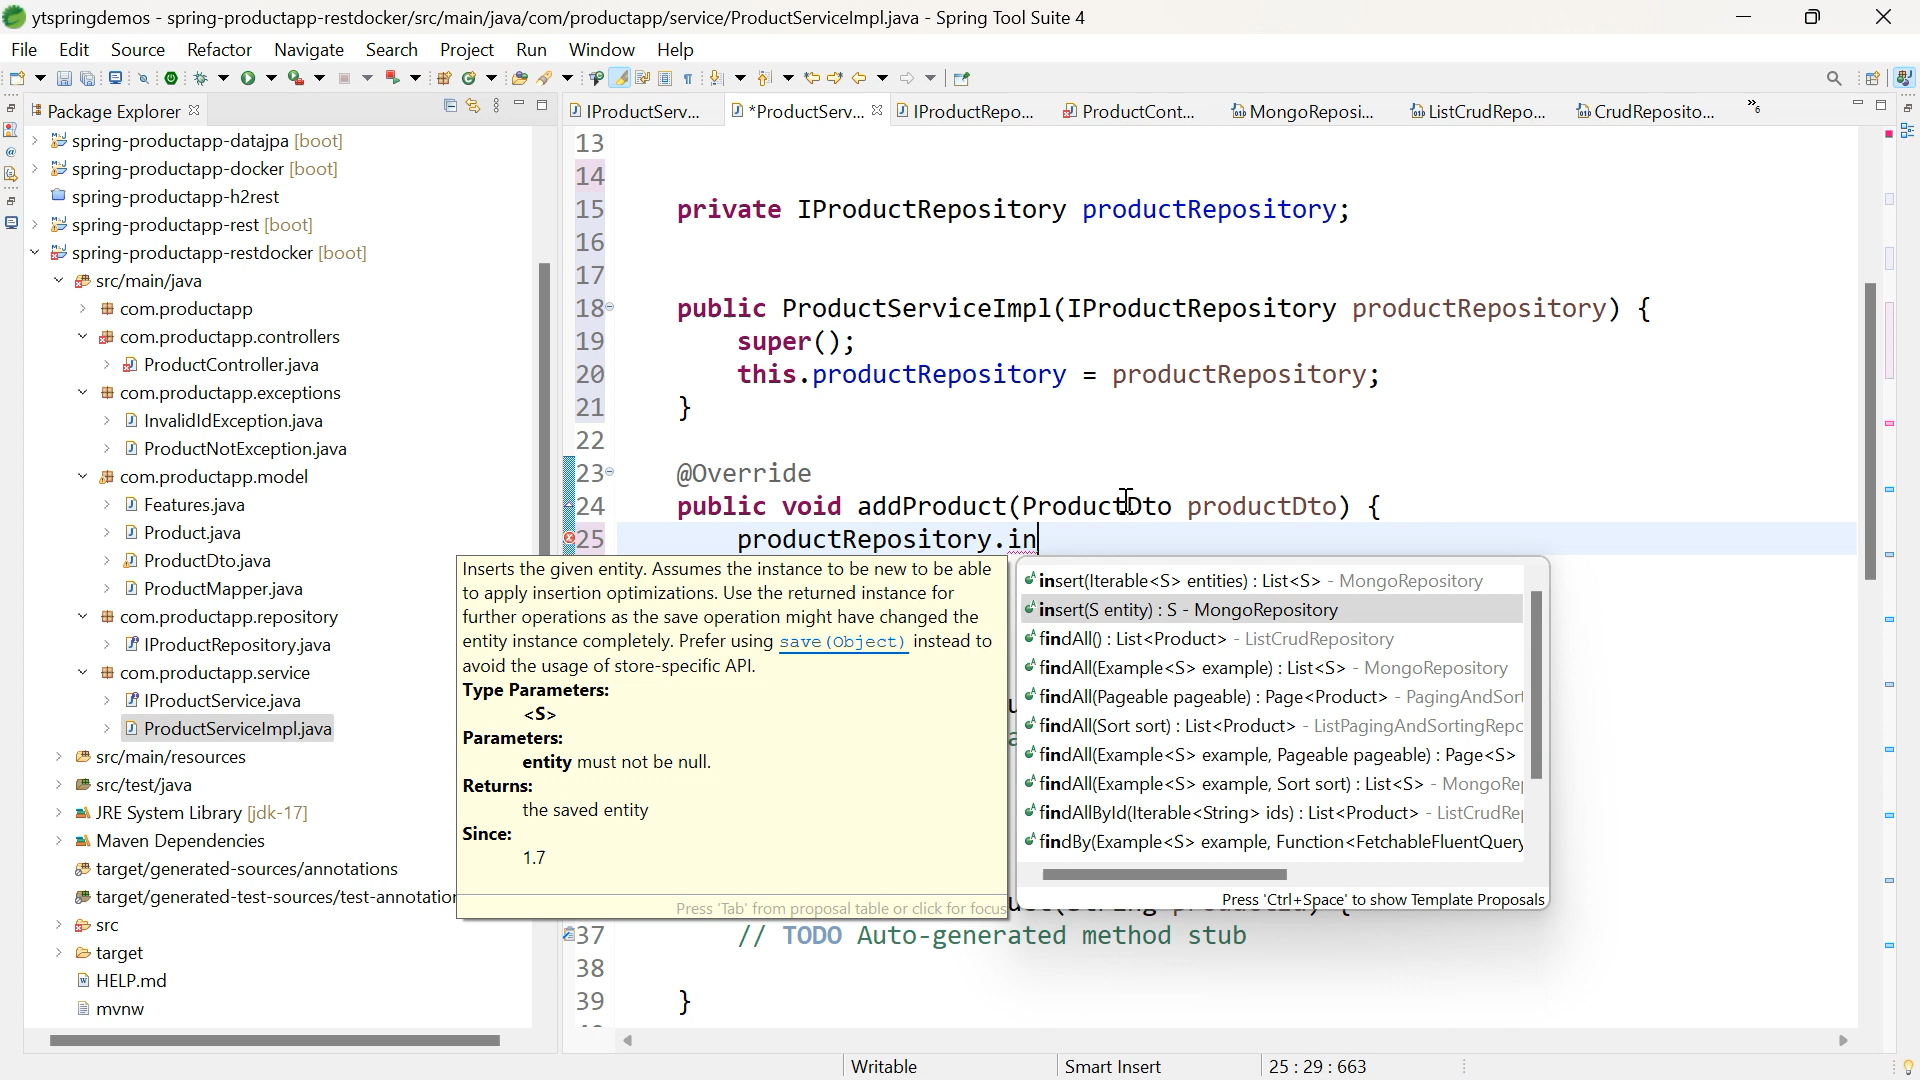 ytspringdemos - spring-productapp-restdocker/src/main/java/com/productapp/service/ProductServiceImpl.java - Spring Tool Suite 4
File Edit Source Refactor Navigate Search Project Run Window Help
Package Explorer
IProductServ... *ProductServ... IProductRepo... ProductCont... MongoReposi... ListCrudRepo... CrudReposito... »6
spring-productapp-datajpa [boot]
spring-productapp-docker [boot]
spring-productapp-h2rest
spring-productapp-rest [boot]
spring-productapp-restdocker [boot]
src/main/java
com.productapp
com.productapp.controllers
ProductController.java
com.productapp.exceptions
InvalidIdException.java
ProductNotException.java
com.productapp.model
Features.java
Product.java
ProductDto.java
ProductMapper.java
com.productapp.repository
IProductRepository.java
com.productapp.service
IProductService.java
ProductServiceImpl.java
src/main/resources
src/test/java
JRE System Library [jdk-17]
Maven Dependencies
target/generated-sources/annotations
target/generated-test-sources/test-annotation
src
target
HELP.md
mvnw
13
14
15 private IProductRepository productRepository;
16
17
18 public ProductServiceImpl(IProductRepository productRepository) {
19 super();
20 this.productRepository = productRepository;
21 }
22
23 @Override
24 public void addProduct(ProductDto productDto) {
25 productRepository.in
Inserts the given entity. Assumes the instance to be new to be able
to apply insertion optimizations. Use the returned instance for
further operations as the save operation might have changed the
entity instance completely. Prefer using save(Object) instead to
avoid the usage of store-specific API.
Type Parameters:
<S>
Parameters:
entity must not be null.
Returns:
the saved entity
Since:
1.7
Press 'Tab' from proposal table or click for focus
insert(Iterable<S> entities) : List<S> - MongoRepository
insert(S entity) : S - MongoRepository
findAll() : List<Product> - ListCrudRepository
findAll(Example<S> example) : List<S> - MongoRepository
findAll(Pageable pageable) : Page<Product> - PagingAndSort
findAll(Sort sort) : List<Product> - ListPagingAndSortingRepo
findAll(Example<S> example, Pageable pageable) : Page<S>
findAll(Example<S> example, Sort sort) : List<S> - MongoRe
findAllById(Iterable<String> ids) : List<Product> - ListCrudRe
findBy(Example<S> example, Function<FetchableFluentQuery
Press 'Ctrl+Space' to show Template Proposals
37 // TODO Auto-generated method stub
38
39 }
Writable Smart Insert 25 : 29 : 663